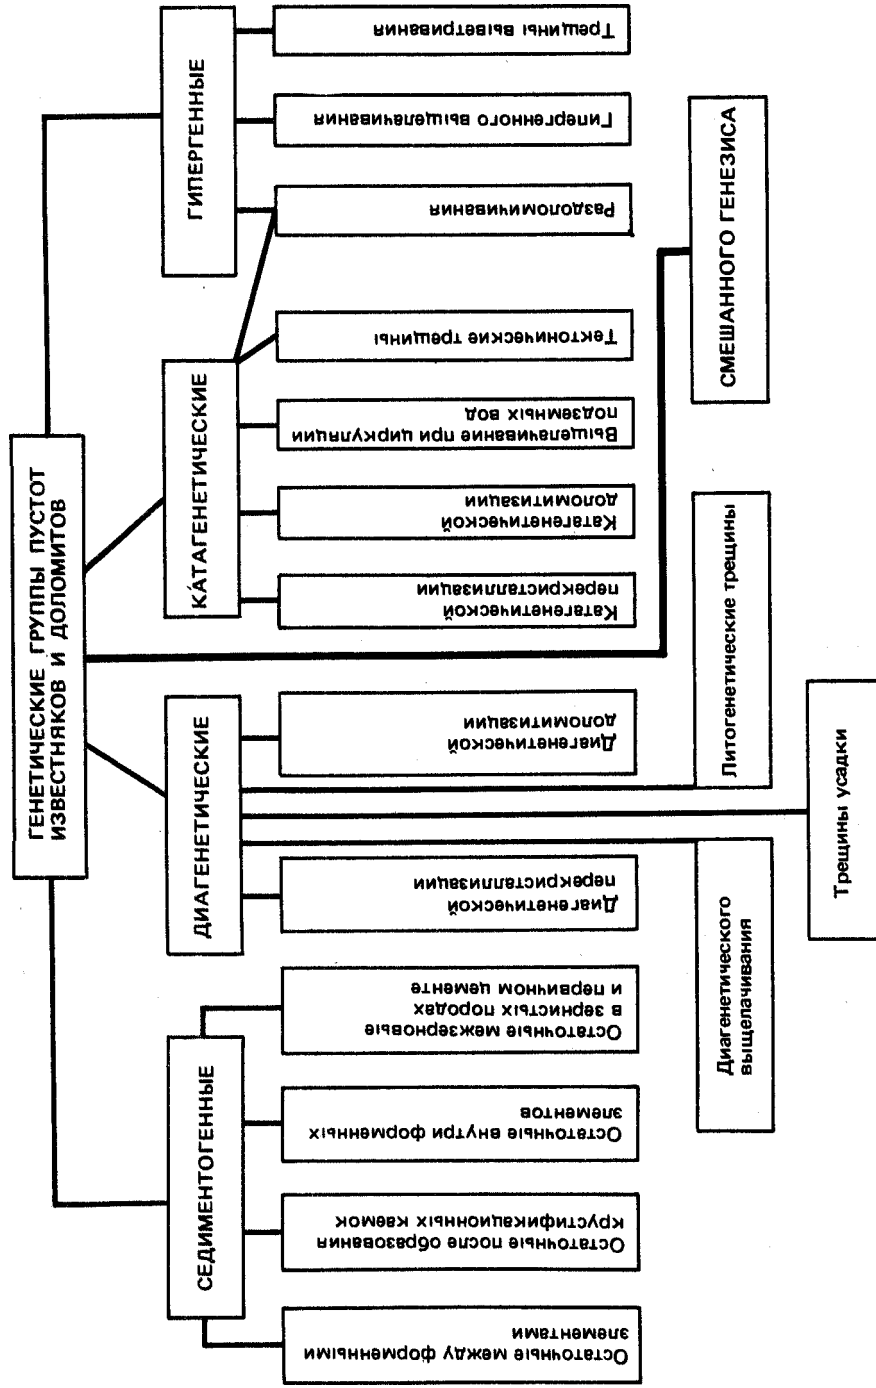 ГЕНЕТИЧЕСКИЕ ГРУППЫ ПУСТОТ
ИЗВЕСТНЯКОВ И ДОЛОМИТОВ
СЕДИМЕНТОГЕННЫЕ
ДИАГЕНЕТИЧЕСКИЕ
КАТАГЕНЕТИЧЕСКИЕ
ГИПЕРГЕННЫЕ
Остаточные между форменными
элементами
Остаточные после образования
крустификационных каемок
Остаточные внутри форменных
элементов
Остаточные межзерновые
в зернистых породах
и первичном цементе
Диагенетической
перекристаллизации
Диагенетической
доломитизации
Катагенетической
перекристаллизации
Катагенетической
доломитизации
Выщелачивание при циркуляции
подземных вод
Тектонические трещины
Раздоломичивания
Гипергенного выщелачивания
Трещины выветривания
Диагенетического
выщелачивания
Трещины усадки
Литогенетические трещины
СМЕШАННОГО ГЕНЕЗИСА